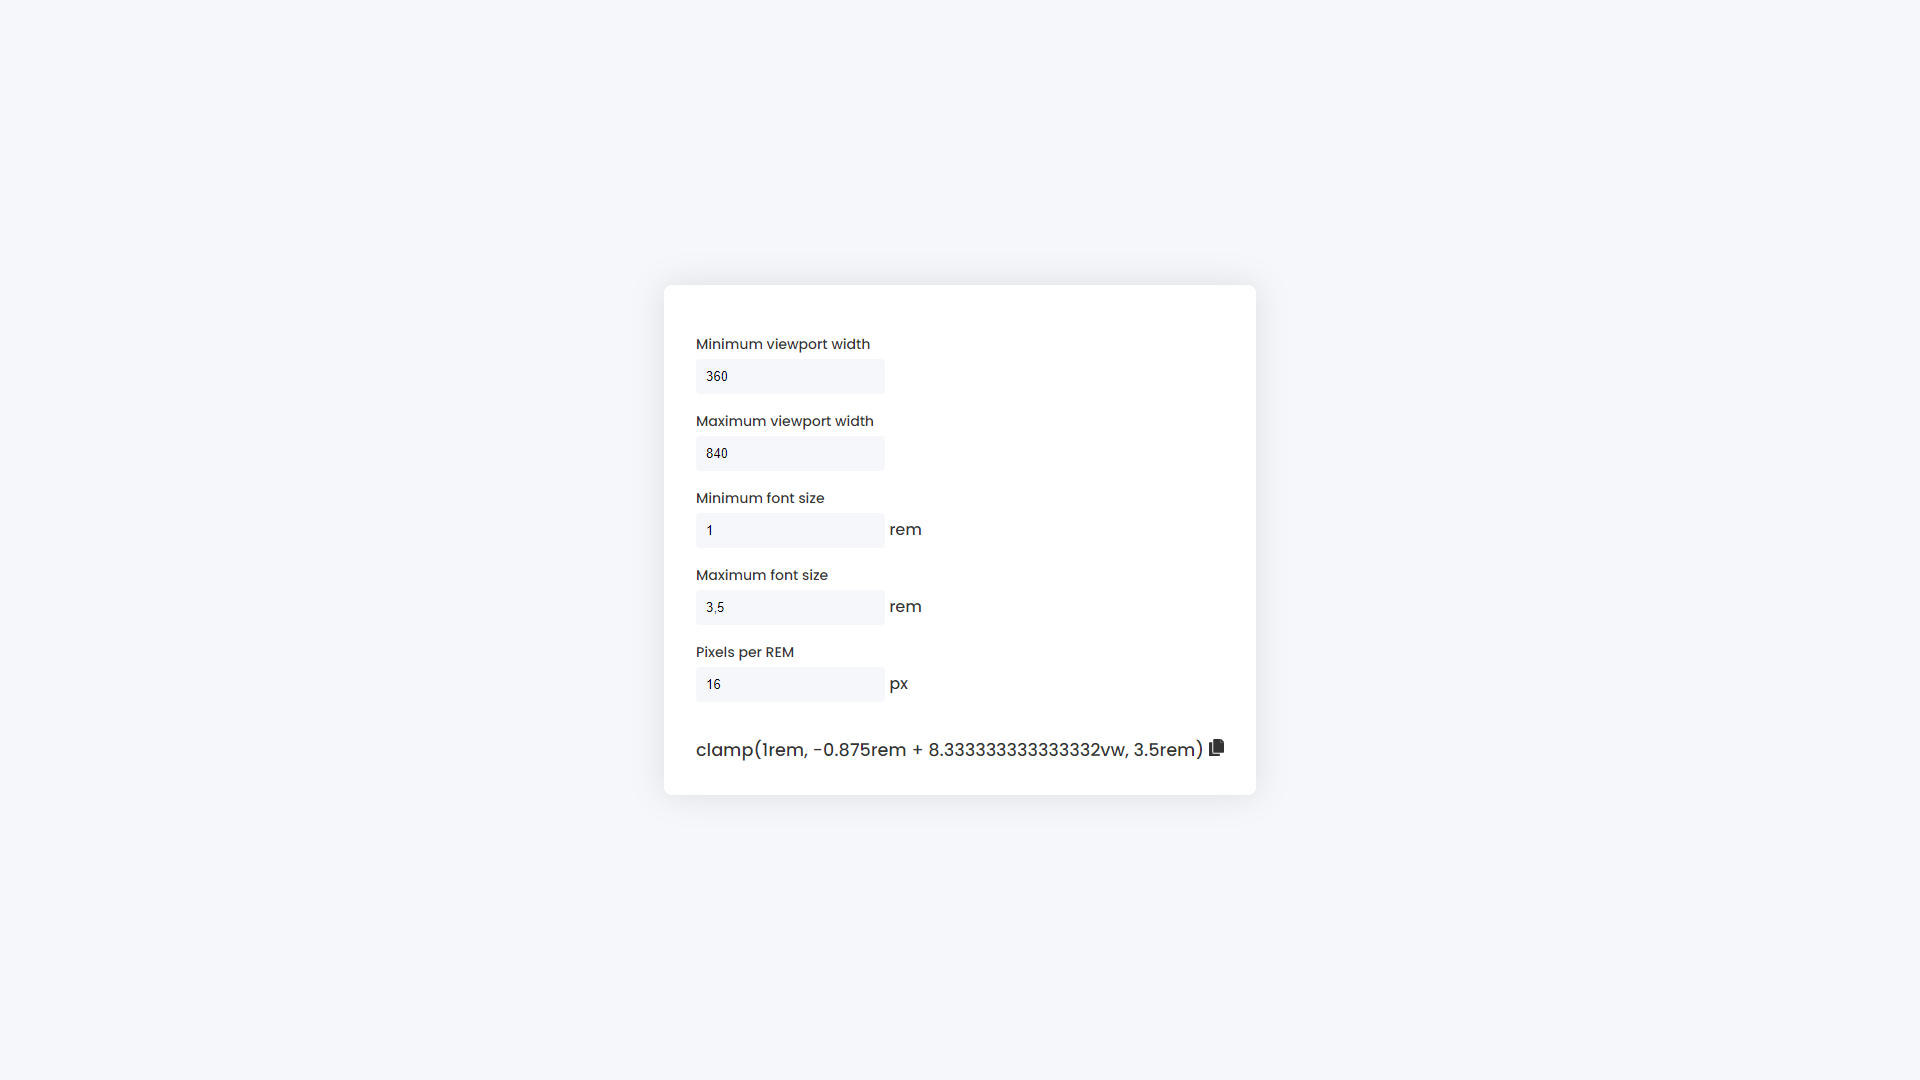 Minimum viewport width
360
Maximum viewport width
840
Minimum font size
1 rem
Maximum font size
3,5 rem
Pixels per REM
16 px
clamp(1rem, -0.875rem + 8.333333333333332vw, 3.5rem)